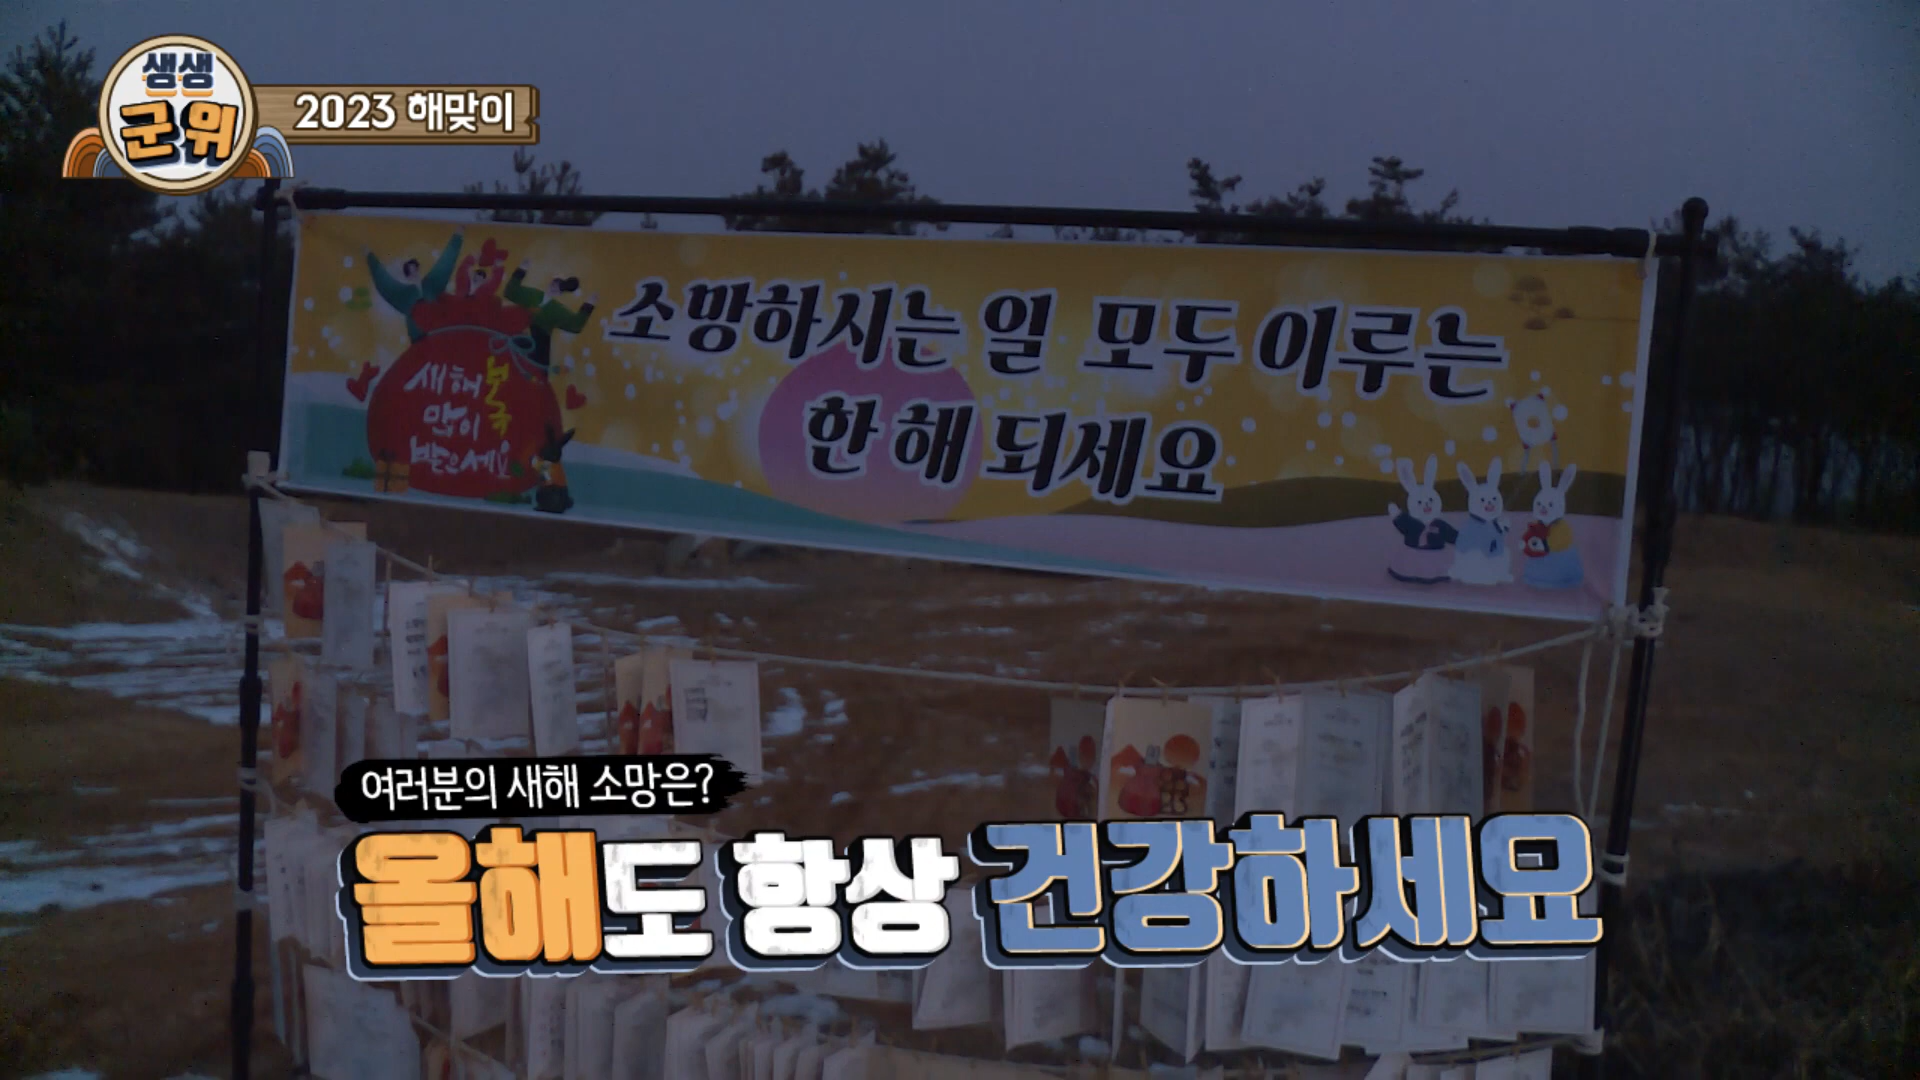 생생
군위
2023 해맞이
소망하시는 일 모두 이루는
한 해 되세요
새해 복
많이
받으세요
여러분의 새해 소망은?
올해도 항상 건강하세요